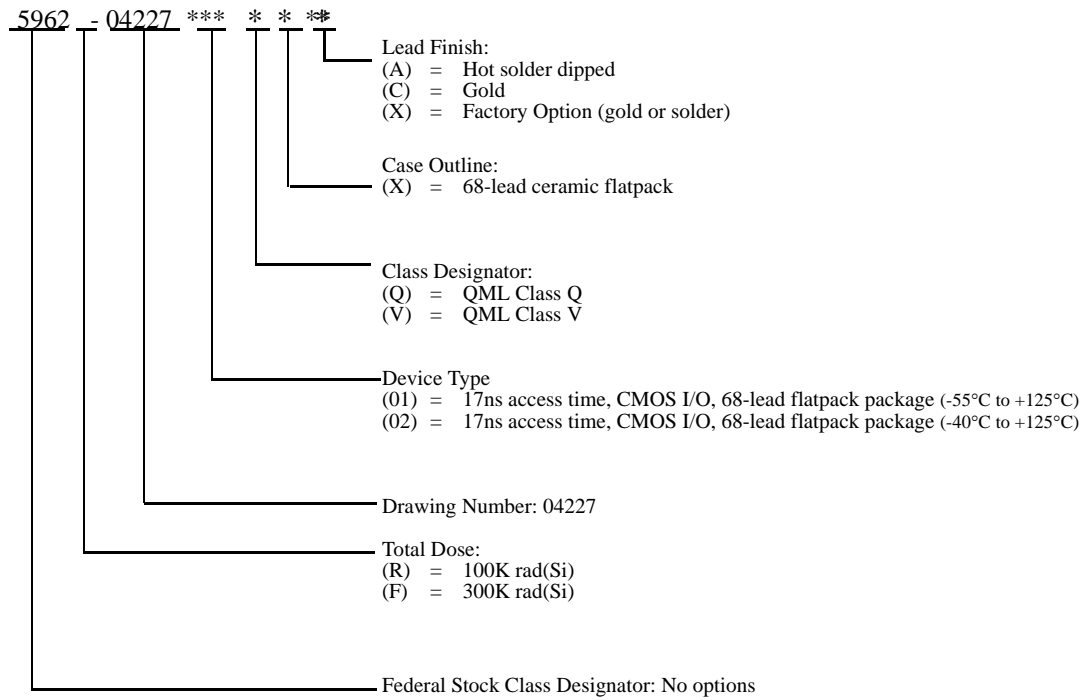 5962 - 04227 *** * * **
Lead Finish:
(A) = Hot solder dipped
(C) = Gold
(X) = Factory Option (gold or solder)
Case Outline:
(X) = 68-lead ceramic flatpack
Class Designator:
(Q) = QML Class Q
(V) = QML Class V
Device Type
(01) = 17ns access time, CMOS I/O, 68-lead flatpack package (-55°C to +125°C)
(02) = 17ns access time, CMOS I/O, 68-lead flatpack package (-40°C to +125°C)
Drawing Number: 04227
Total Dose:
(R) = 100K rad(Si)
(F) = 300K rad(Si)
Federal Stock Class Designator: No options